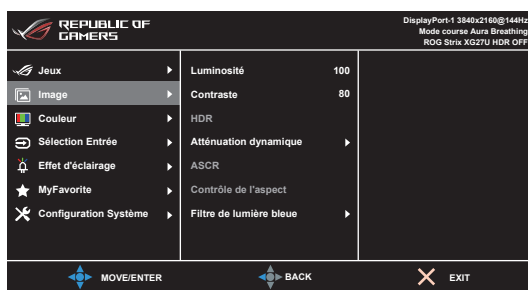 REPUBLIC OF
GAMERS
DisplayPort-1 3840x2160@144Hz
Mode course Aura Breathing
ROG Strix XG27U HDR OFF
Jeux
Image
Couleur
Sélection Entrée
Effet d'éclairage
MyFavorite
Configuration Système
Luminosité 100
Contraste 80
HDR
Atténuation dynamique
ASCR
Contrôle de l'aspect
Filtre de lumière bleue
MOVE/ENTER
BACK
EXIT